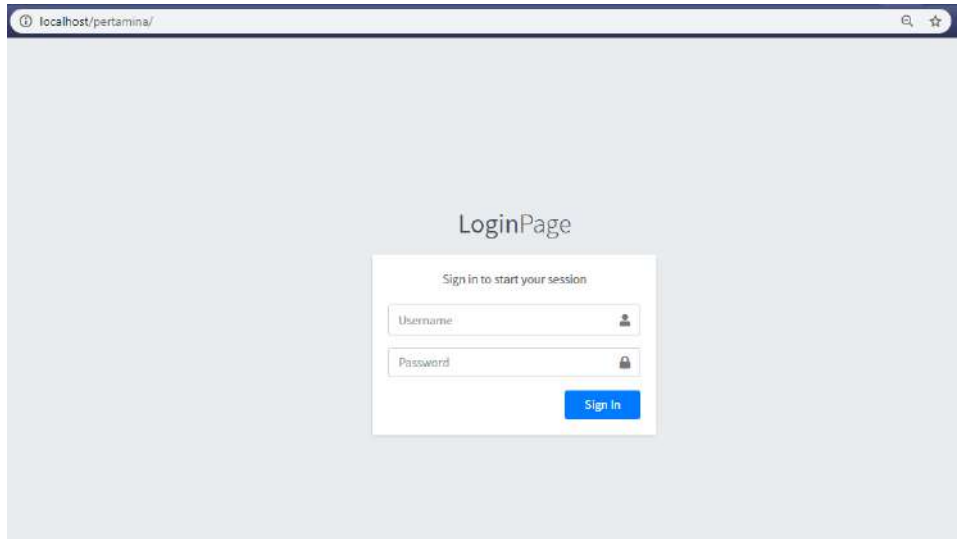 localhost/pertamina/
LoginPage
Sign in to start your session
Username
Password
Sign In